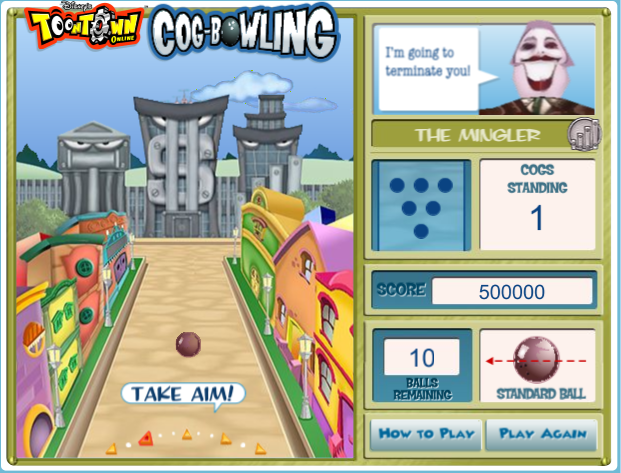 Disney's
TOONTOWN
ONLINE
COG-BOWLING
I'm going to
terminate you!
THE MINGLER
COGS
STANDING
1
SCORE 500000
10
BALLS
REMAINING
STANDARD BALL
TAKE AIM!
HOW TO PLAY
PLAY AGAIN